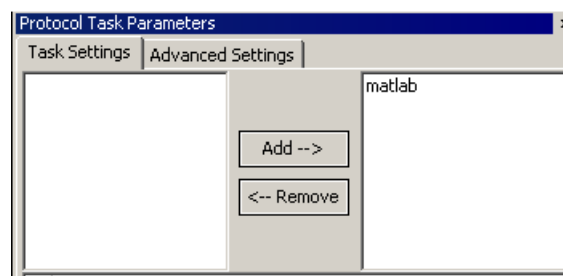 Protocol Task Parameters
Task Settings
Advanced Settings
matlab
Add -->
<-- Remove